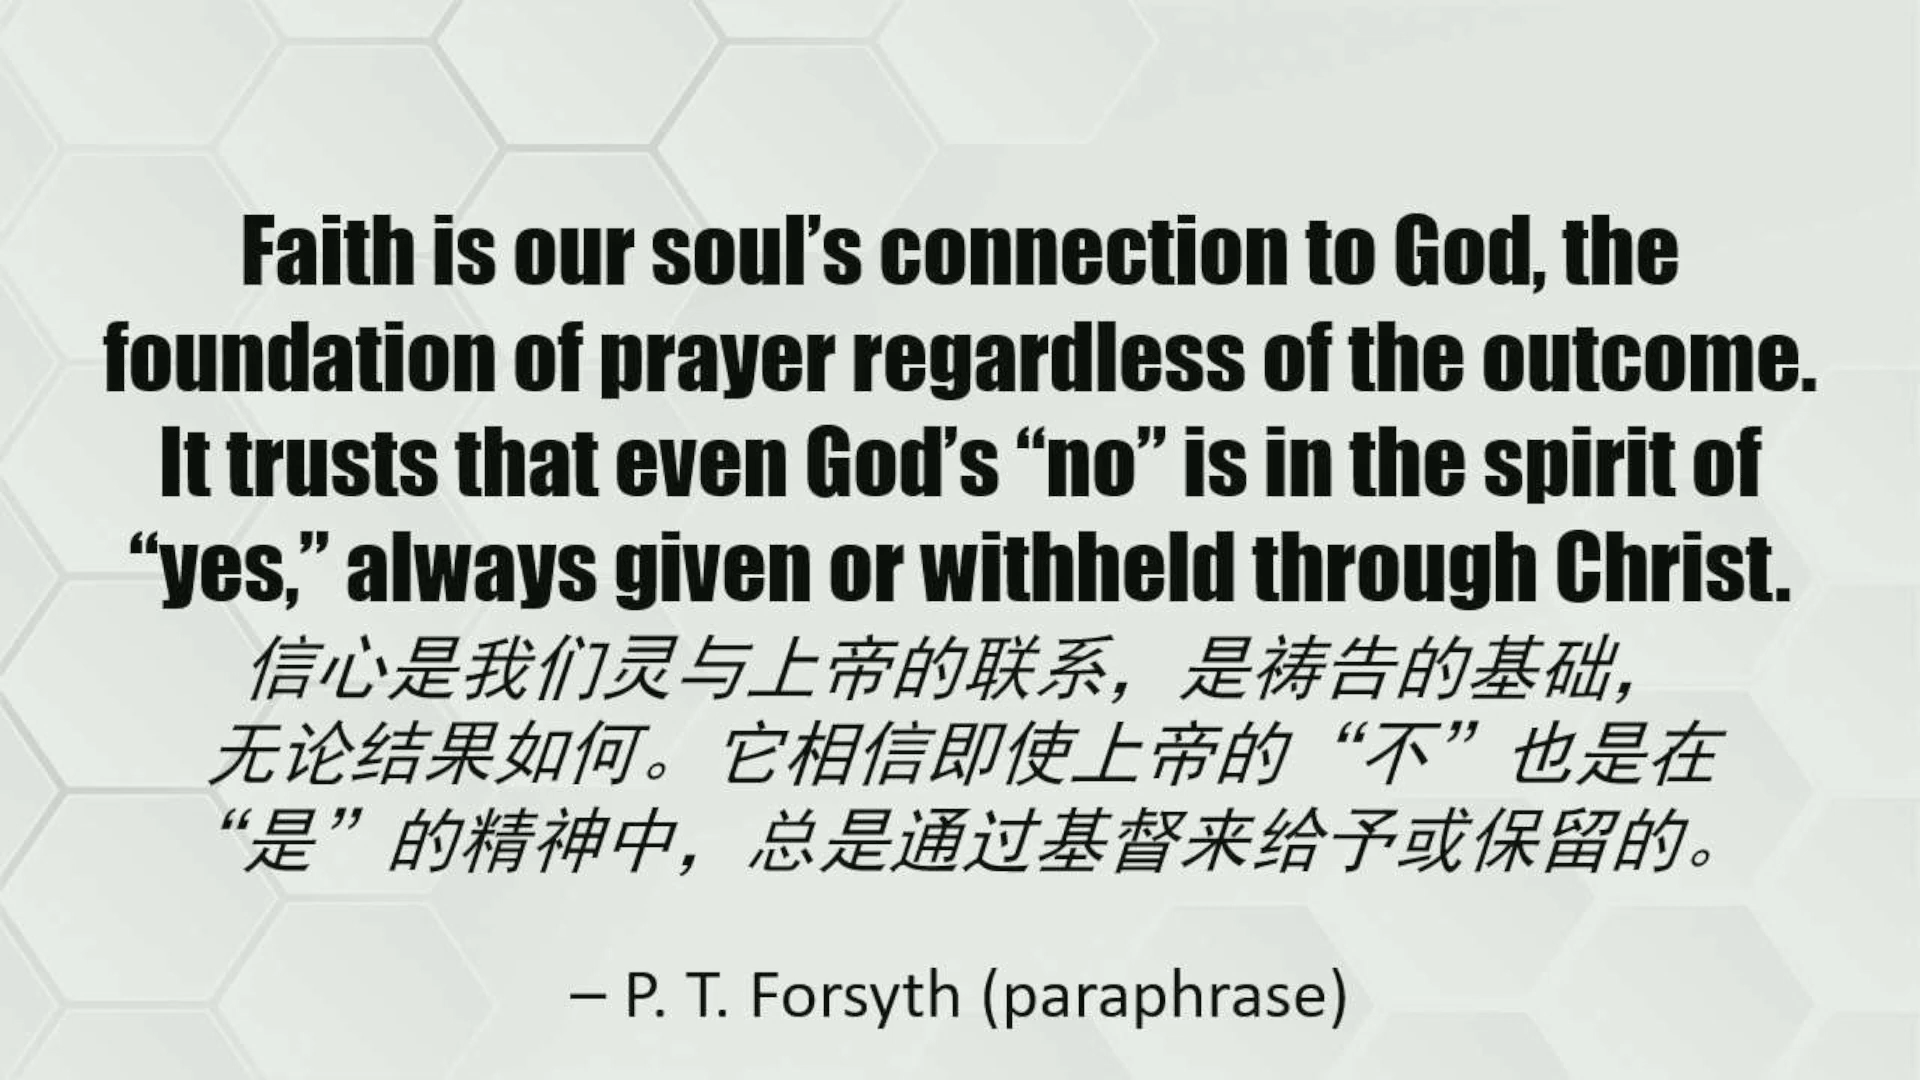 Faith is our soul’s connection to God, the
foundation of prayer regardless of the outcome.
It trusts that even God’s “no” is in the spirit of
“yes,” always given or withheld through Christ.
信心是我们灵与上帝的联系，是祷告的基础，
无论结果如何。它相信即使上帝的“不”也是在
“是”的精神中，总是通过基督来给予或保留的。
– P. T. Forsyth (paraphrase)